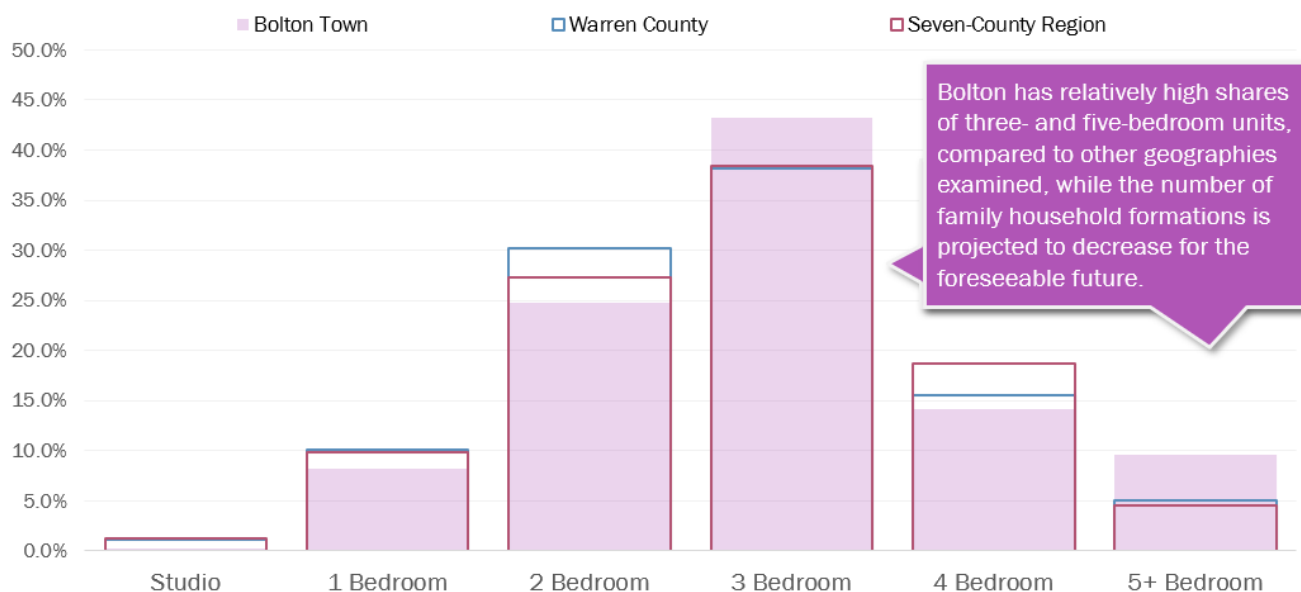 Bolton Town
Warren County
Seven-County Region
50.0%
45.0%
40.0%
35.0%
30.0%
25.0%
20.0%
15.0%
10.0%
5.0%
0.0%
Bolton has relatively high shares
of three- and five-bedroom units,
compared to other geographies
examined, while the number of
family household formations is
projected to decrease for the
foreseeable future.
Studio
1 Bedroom
2 Bedroom
3 Bedroom
4 Bedroom
5+ Bedroom